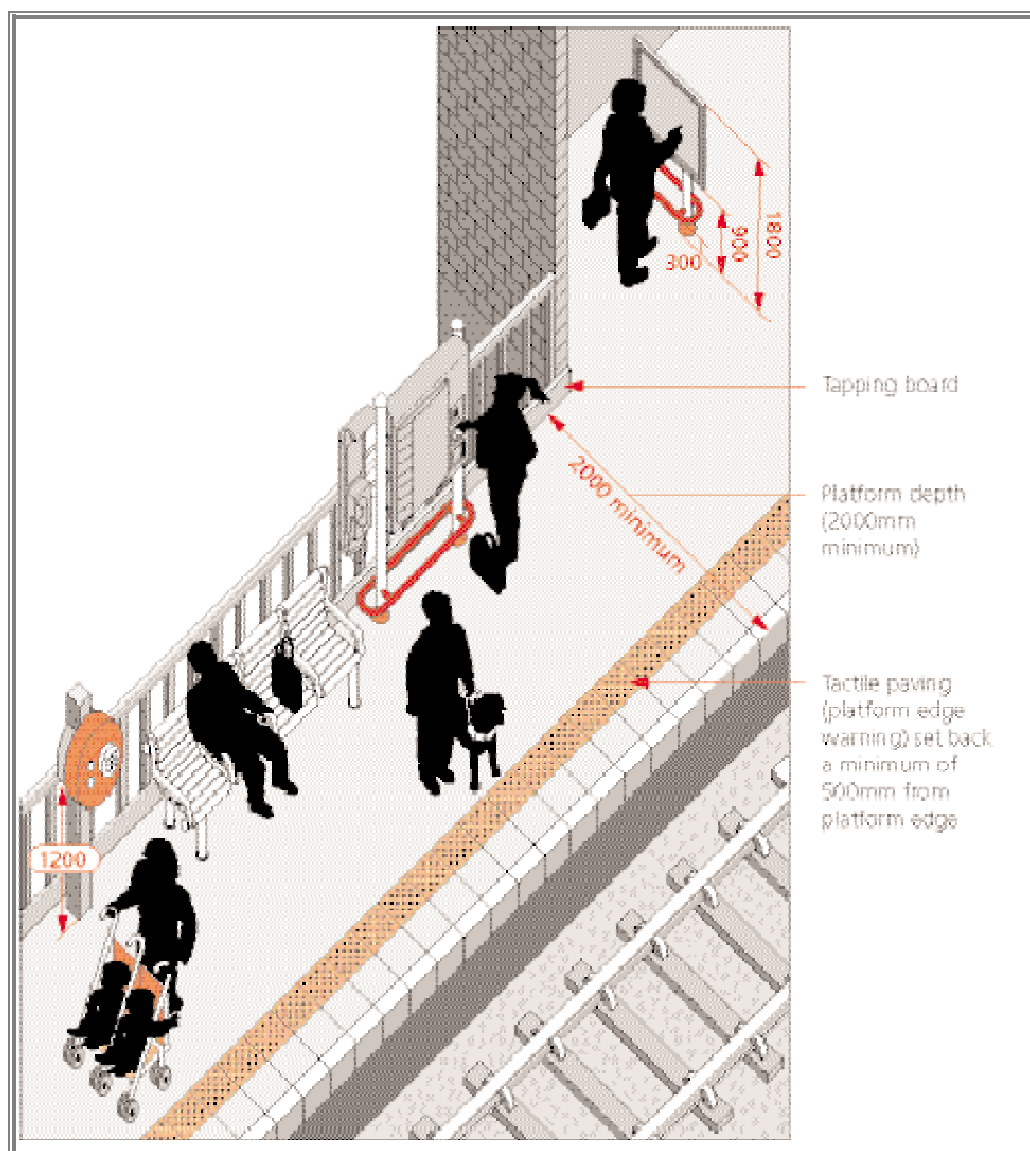 1800
900
300
Tapping board
2000 minimum
Platform depth
(2000mm
minimum)
Tactile paving
(platform edge
warning) set back
a minimum of
500mm from
platform edge
1200